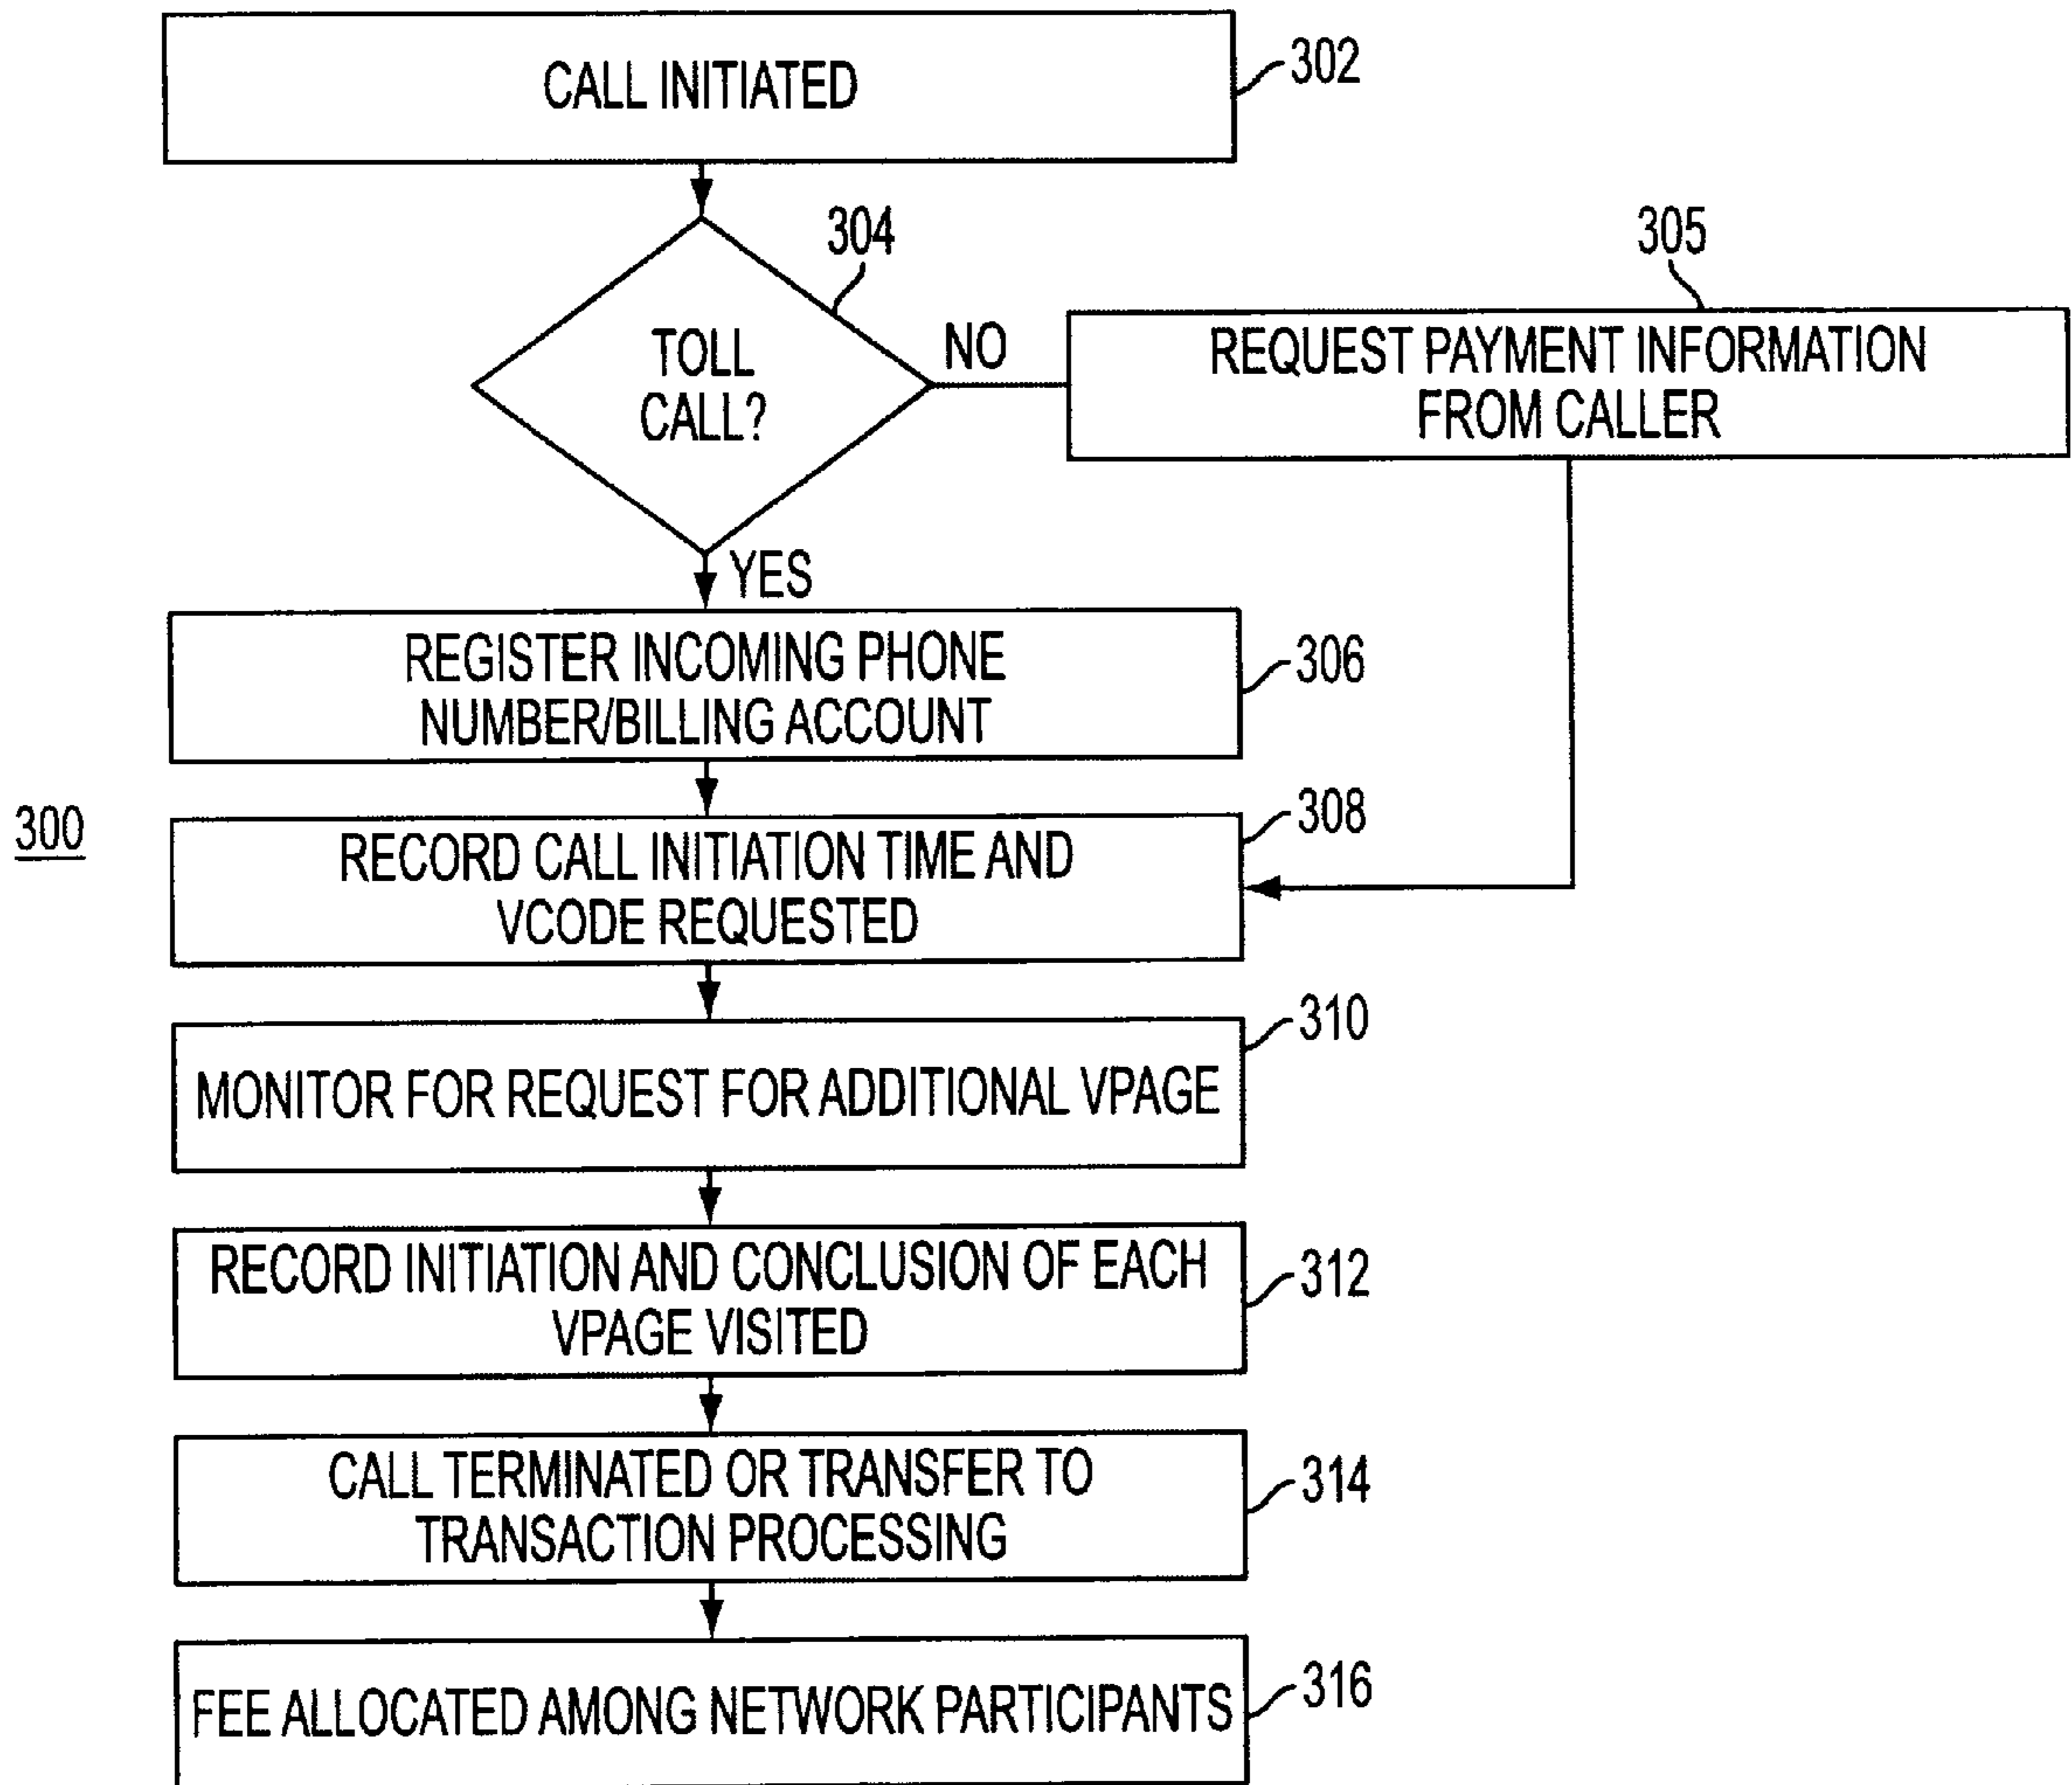 CALL INITIATED
302
304
305
TOLL
CALL?
NO
REQUEST PAYMENT INFORMATION
FROM CALLER
YES
REGISTER INCOMING PHONE
NUMBER/BILLING ACCOUNT
306
300
RECORD CALL INITIATION TIME AND
VCODE REQUESTED
308
MONITOR FOR REQUEST FOR ADDITIONAL VPAGE
310
RECORD INITIATION AND CONCLUSION OF EACH
VPAGE VISITED
312
CALL TERMINATED OR TRANSFER TO
TRANSACTION PROCESSING
314
FEE ALLOCATED AMONG NETWORK PARTICIPANTS
316